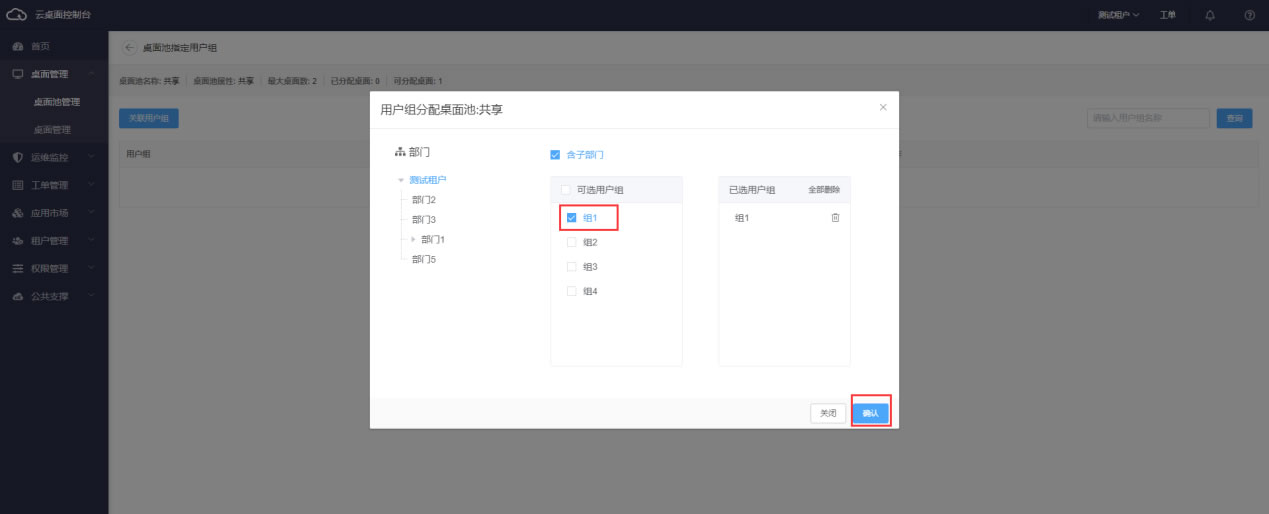 云桌面控制台
测试租户
工单
首页
桌面管理
桌面池管理
桌面管理
运维监控
工单管理
应用市场
租户管理
权限管理
公共支撑
桌面池指定用户组
桌面池名称: 共享 桌面池属性: 共享 最大桌面数: 2 已分配桌面: 0 可分配桌面: 1
关联用户组
请输入用户组名称
查询
用户组
用户组分配桌面池:共享
部门
测试租户
部门2
部门3
部门1
部门5
含子部门
可选用户组
组1
组2
组3
组4
已选用户组 全部删除
组1
关闭
确认